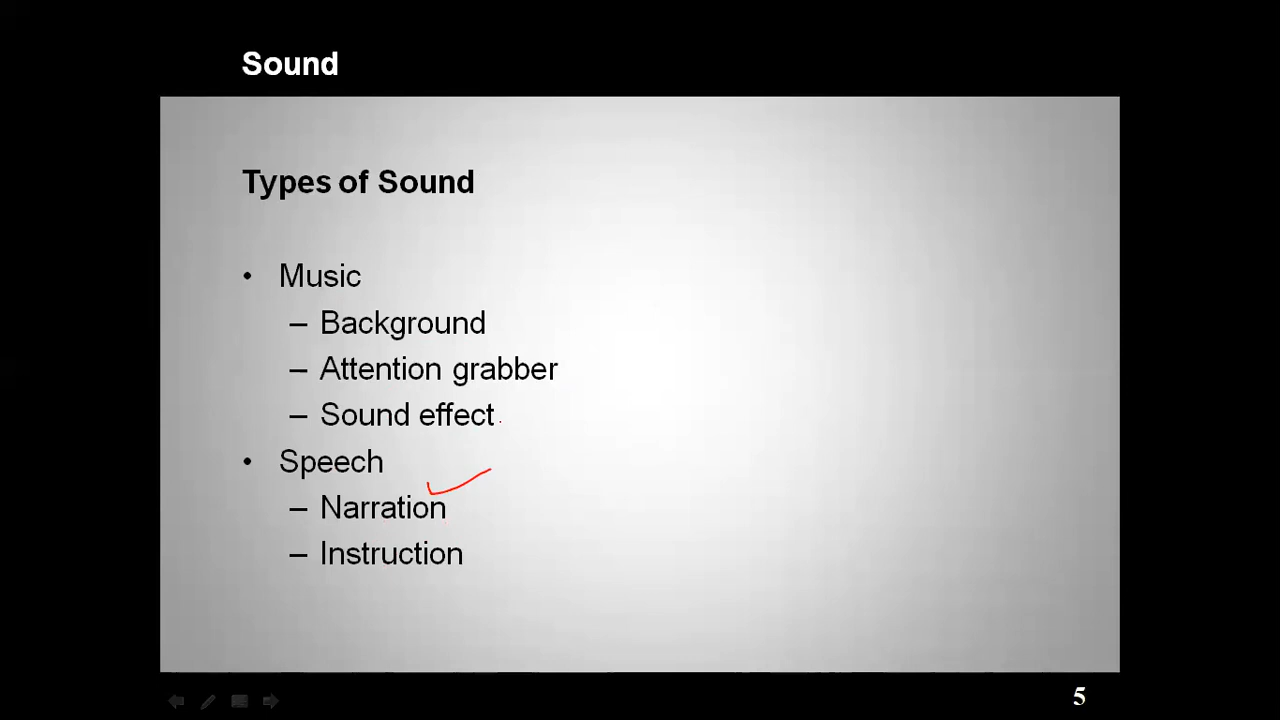 Sound
Types of Sound
• Music
– Background
– Attention grabber
– Sound effect
• Speech
– Narration
– Instruction
5